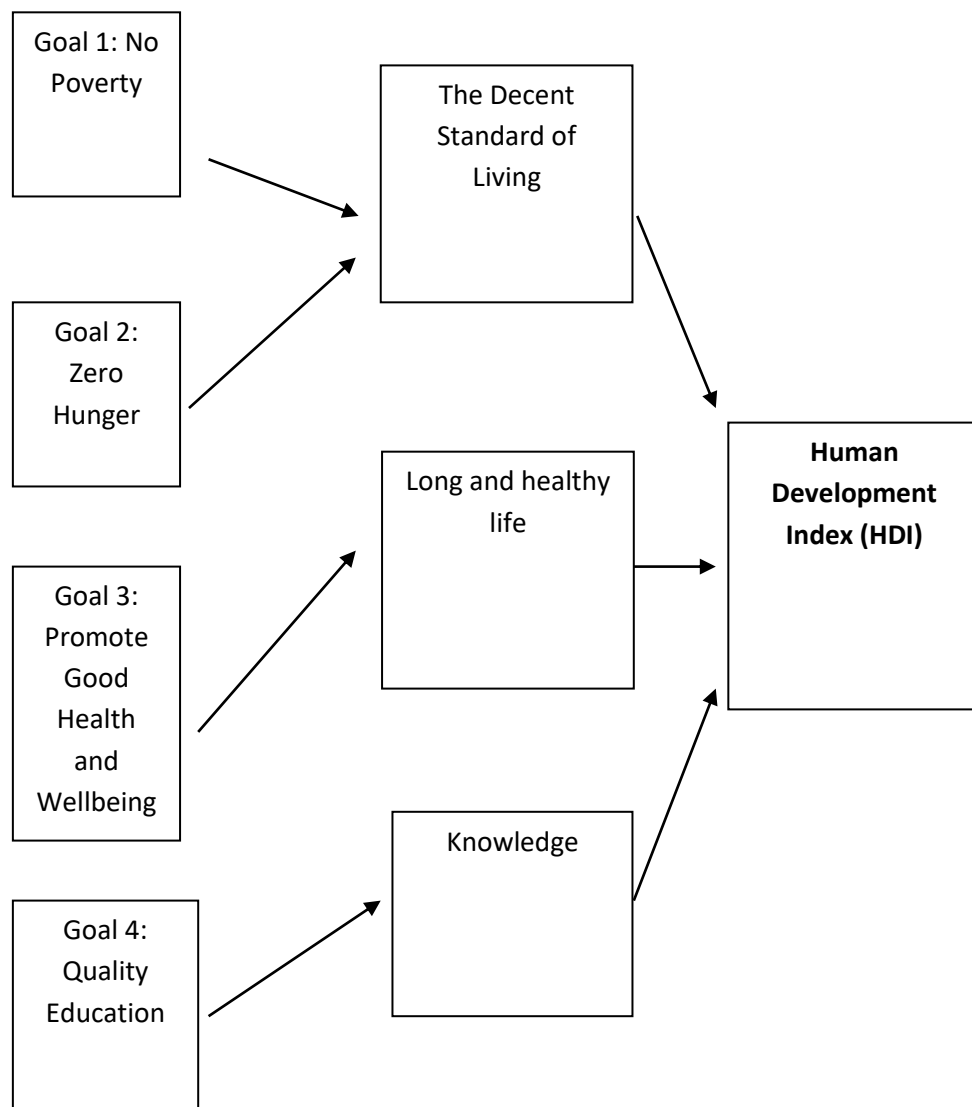 Goal 1: No
Poverty
The Decent
Standard of
Living
Goal 2:
Zero
Hunger
Long and healthy
life
Human
Development
Index (HDI)
Goal 3:
Promote
Good
Health
and
Wellbeing
Knowledge
Goal 4:
Quality
Education